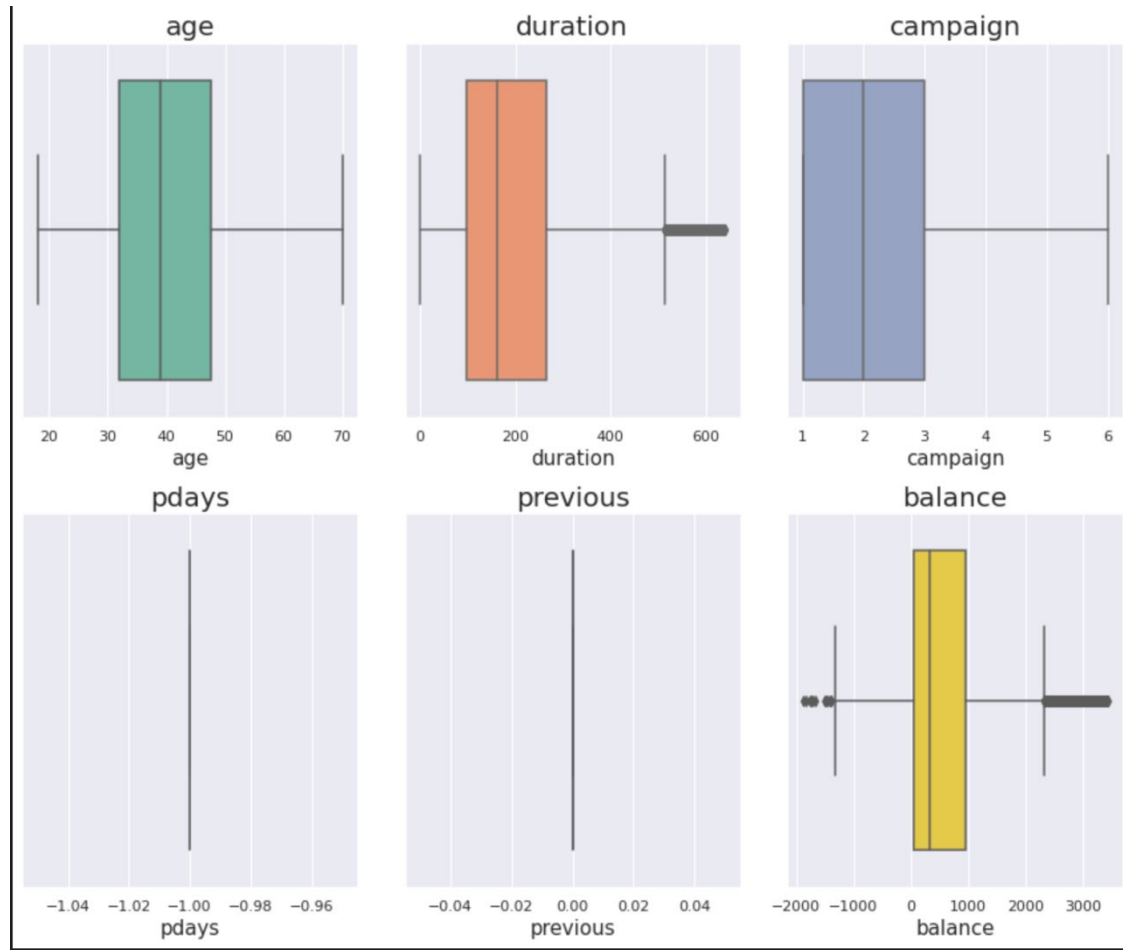 age duration campaign
20 30 40 50 60 70 0 200 400 600 1 2 3 4 5 6
age duration campaign
pdays previous balance
−1.04 −1.02 −1.00 −0.98 −0.96 −0.04 −0.02 0.00 0.02 0.04 −2000 −1000 0 1000 2000 3000
pdays previous balance